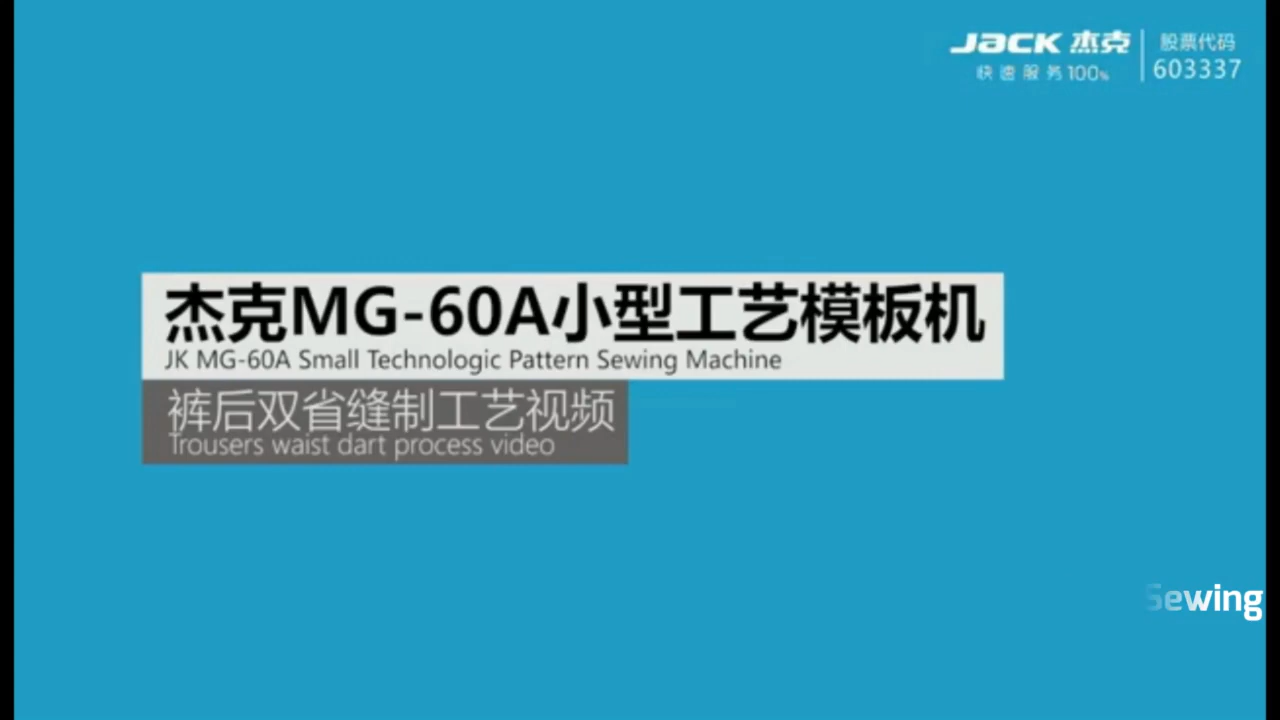 JACK 杰克
快速服务100%
股票代码
603337
杰克MG-60A小型工艺模板机
JK MG-60A Small Technologic Pattern Sewing Machine
裤后双省缝制工艺视频
Trousers waist dart process video
Sewing